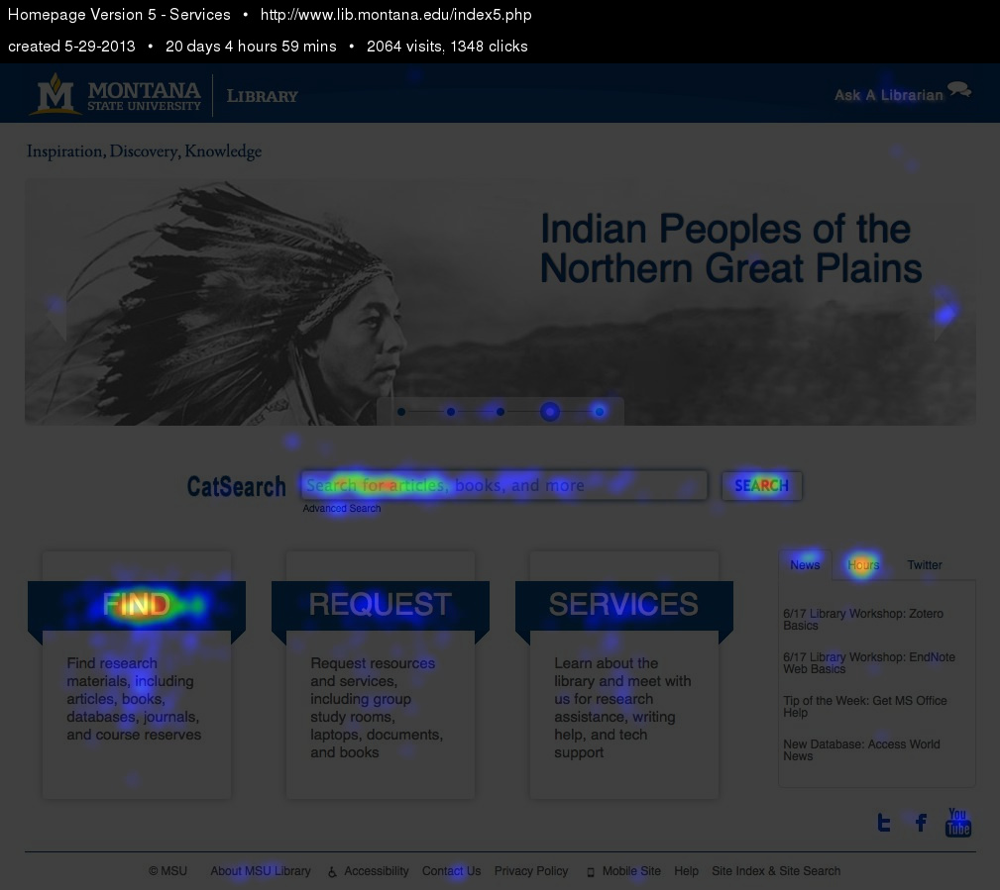 Homepage Version 5 - Services • http://www.lib.montana.edu/index5.php
created 5-29-2013 • 20 days 4 hours 59 mins • 2064 visits, 1348 clicks
M MONTANA STATE UNIVERSITY LIBRARY
Ask A Librarian
Inspiration, Discovery, Knowledge
Indian Peoples of the
Northern Great Plains
CatSearch
Search for articles, books, and more
SEARCH
Advanced Search
FIND
Find research
materials, including
articles, books,
databases, journals,
and course reserves
REQUEST
Request resources
and services,
including group
study rooms,
laptops, documents,
and books
SERVICES
Learn about the
library and meet with
us for research
assistance, writing
help, and tech
support
News Hours Twitter
6/17 Library Workshop: Zotero
Basics
6/17 Library Workshop: EndNote
Web Basics
Tip of the Week: Get MS Office
Help
New Database: Access World
News
t f You Tube
© MSU About MSU Library Accessibility Contact Us Privacy Policy Mobile Site Help Site Index & Site Search